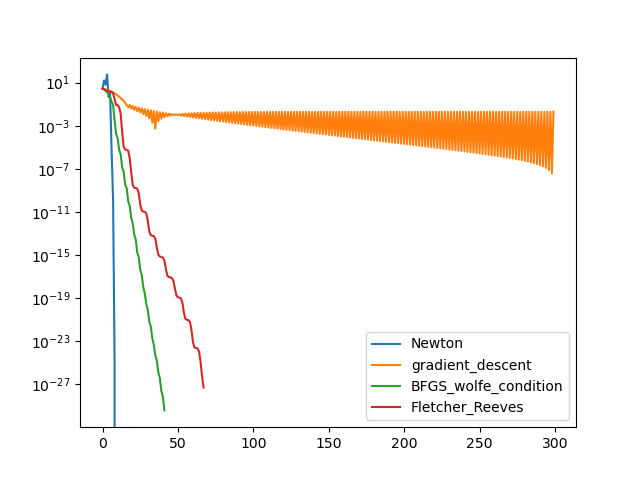 10^1
10^-3
10^-7
10^-11
10^-15
10^-19
10^-23
10^-27
0 50 100 150 200 250 300
Newton
gradient_descent
BFGS_wolfe_condition
Fletcher_Reeves